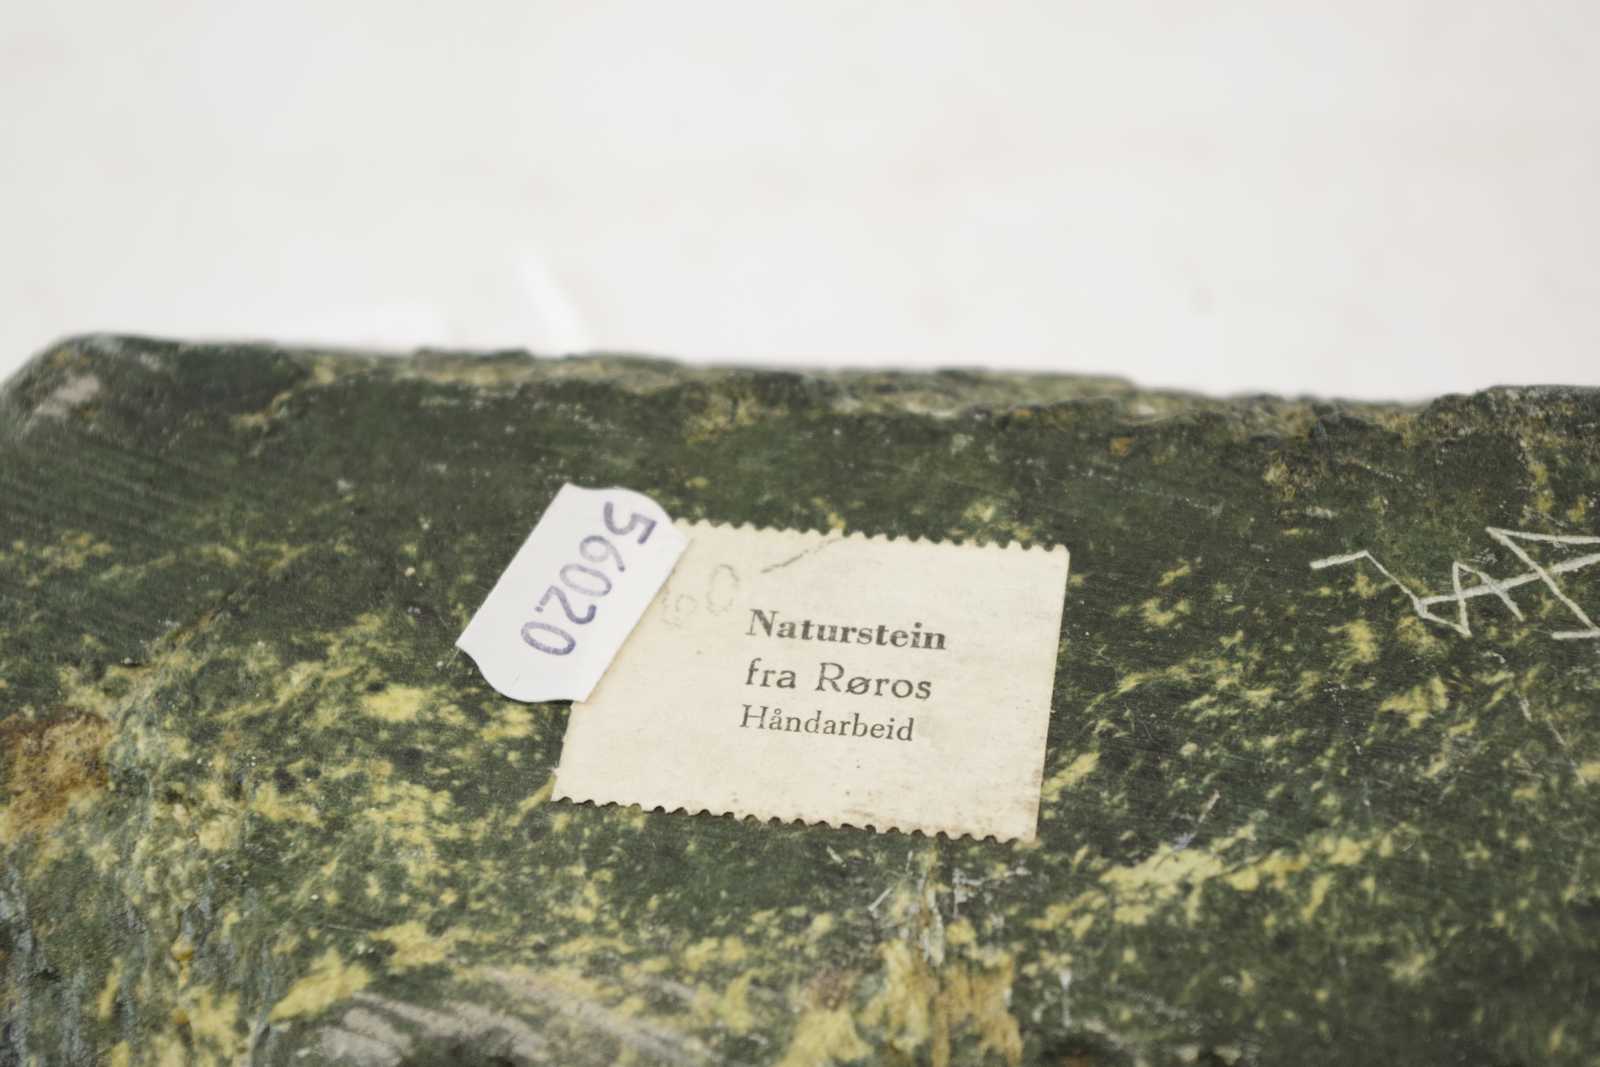 56020
Naturstein
fra Røros
Håndarbeid